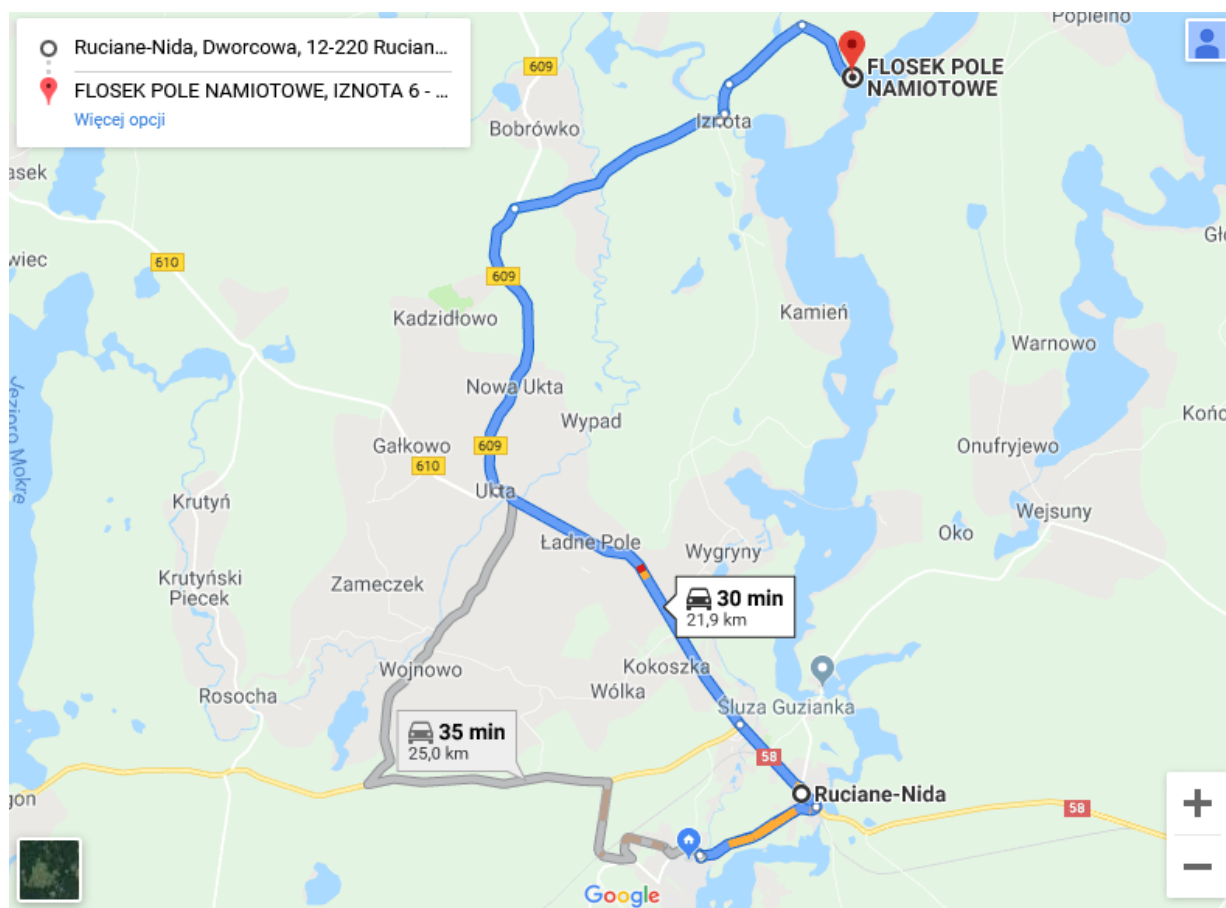 Ruciane-Nida, Dworcowa, 12-220 Rucian...
FLOSEK POLE NAMIOTOWE, IZNOTA 6 - ...
Więcej opcji
Popielno
FLOSEK POLE
NAMIOTOWE
609
Bobrówko
Iznota
asek
wiec
610
609
Gło
Kadzidłowo
Kamień
Warnowo
Jezioro Mokre
Nowa Ukta
Wypad
Końc
Gałkowo
609
610
Onufryjewo
Ukta
Krutyń
Wejsuny
Oko
Ładne Pole
Wygryny
Krutyński
Piecek
Zameczek
30 min
21,9 km
Wojnowo
Kokoszka
Wólka
Rosocha
Śluza Guzianka
35 min
25,0 km
58
Ruciane-Nida
58
gon
Google
+
−